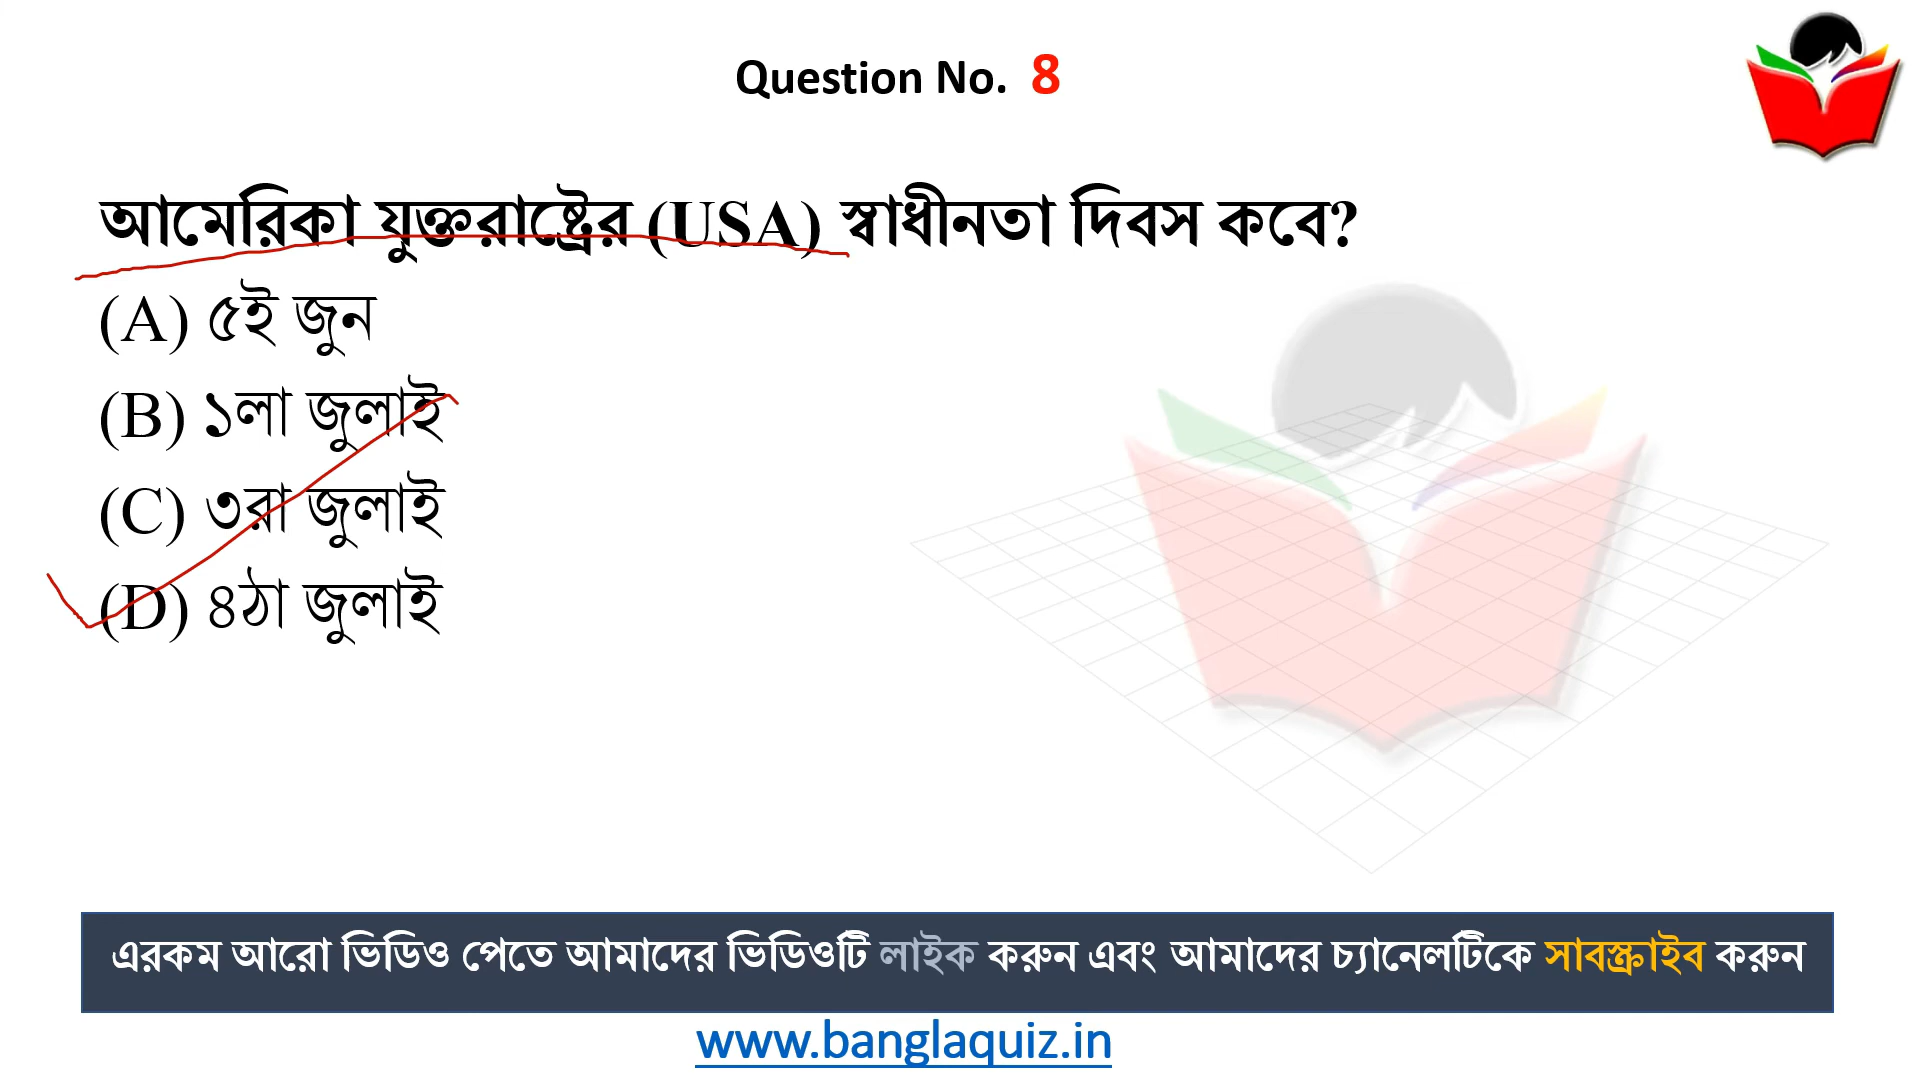 Question No. 8
আমেরিকা যুক্তরাষ্ট্রের (USA) স্বাধীনতা দিবস কবে?
(A) ৫ই জুন
(B) ১লা জুলাই
(C) ৩রা জুলাই
(D) ৪ঠা জুলাই
এরকম আরো ভিডিও পেতে আমাদের ভিডিওটি লাইক করুন এবং আমাদের চ্যানেলটিকে সাবস্ক্রাইব করুন
www.banglaquiz.in